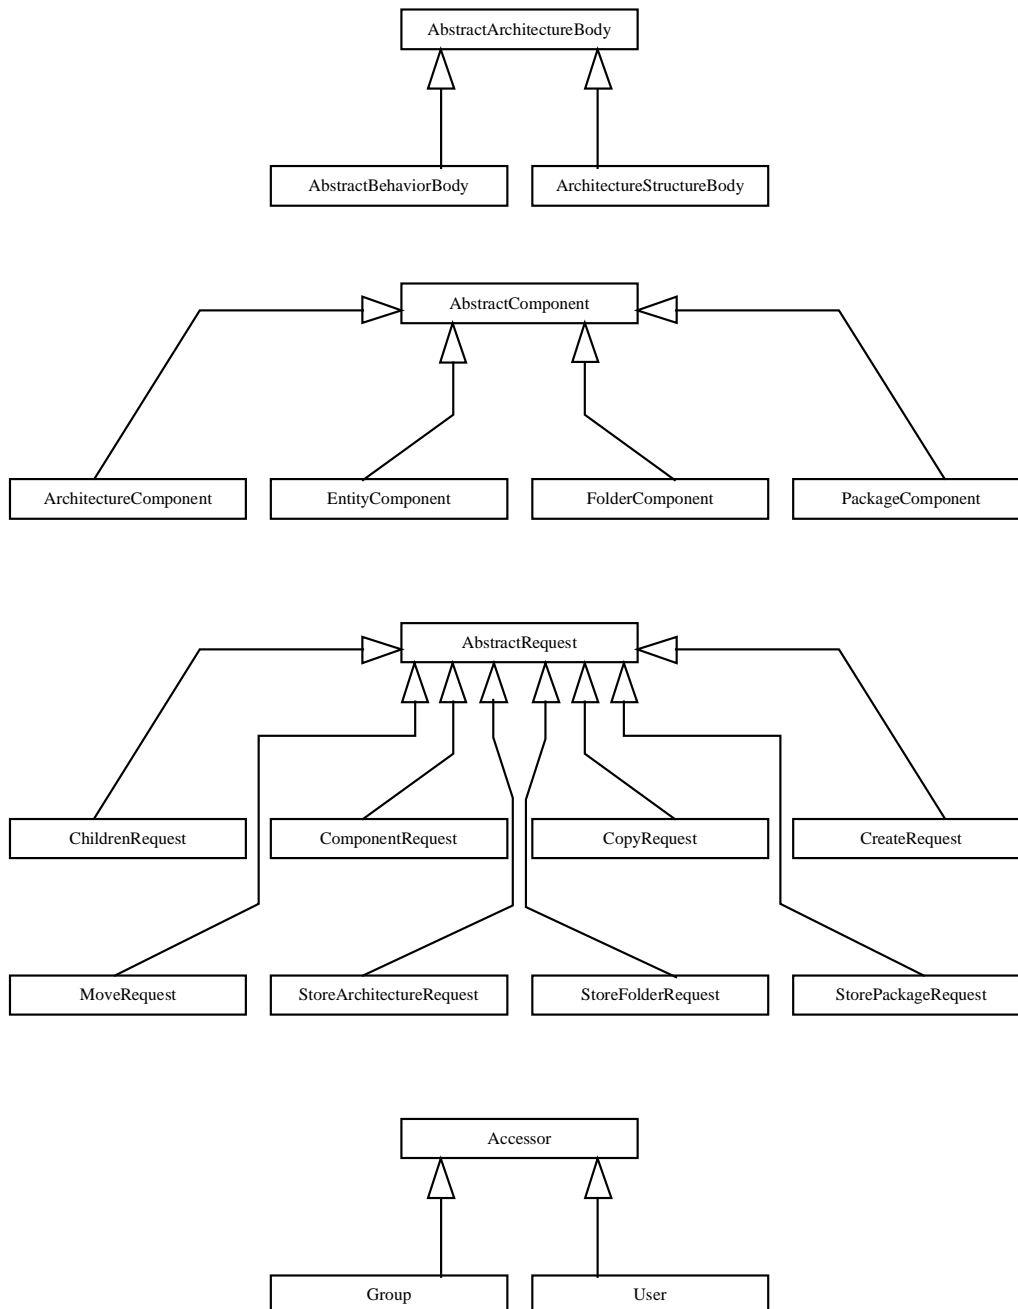 AbstractArchitectureBody
AbstractBehaviorBody
ArchitectureStructureBody
AbstractComponent
ArchitectureComponent
EntityComponent
FolderComponent
PackageComponent
AbstractRequest
ChildrenRequest
ComponentRequest
CopyRequest
CreateRequest
MoveRequest
StoreArchitectureRequest
StoreFolderRequest
StorePackageRequest
Accessor
Group
User